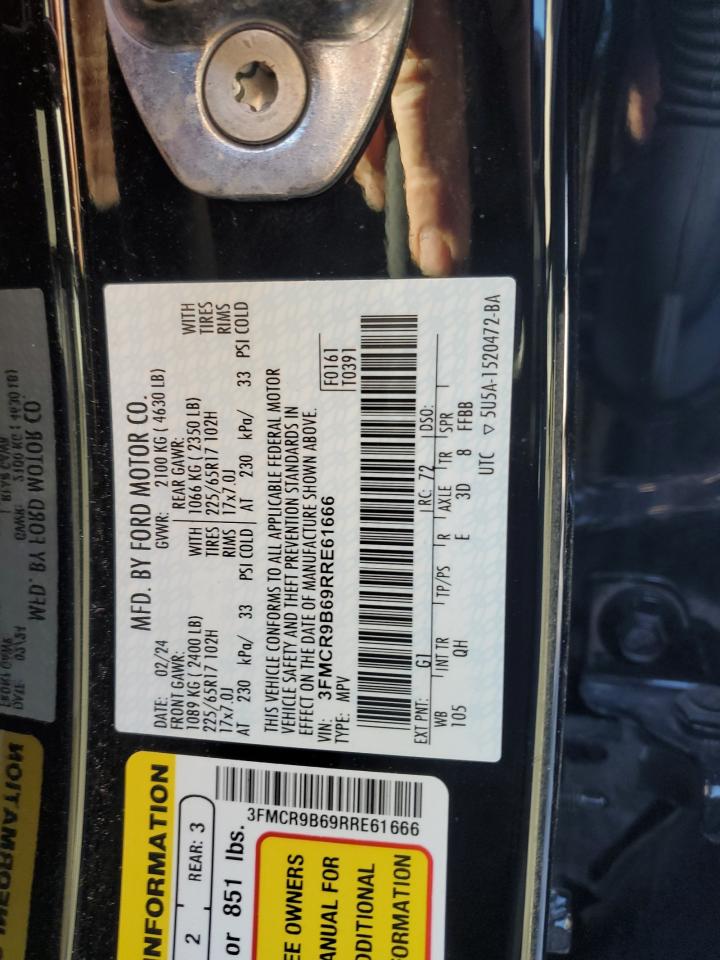 MFD. BY FORD MOTOR CO.
DATE: 02/24 GVWR: 2100 KG ( 4630 LB)
FRONT GAWR: REAR GAWR:
1089 KG ( 2400 LB) WITH 1066 KG ( 2350 LB) WITH
225/65R17 102H TIRES 225/65R17 102H TIRES
17x7.0J RIMS 17x7.0J RIMS
AT 230 kPa/ 33 PSI COLD AT 230 kPa/ 33 PSI COLD
THIS VEHICLE CONFORMS TO ALL APPLICABLE FEDERAL MOTOR
VEHICLE SAFETY AND THEFT PREVENTION STANDARDS IN
EFFECT ON THE DATE OF MANUFACTURE SHOWN ABOVE.
VIN: 3FMCR9B69RRE61666
TYPE: MPV
F0161
T0391
EXT PNT: G1 RC: 72 DSO:
WB INT TR TP/PS R AXLE TR SPR
105 QH E 3D 8 FFBB
UTC ▽ 5U5A-1520472-BA
INFORMATION
2 REAR: 3
or 851 lbs.
3FMCR9B69RRE61666
OWNERS
MANUAL FOR
ADDITIONAL
INFORMATION